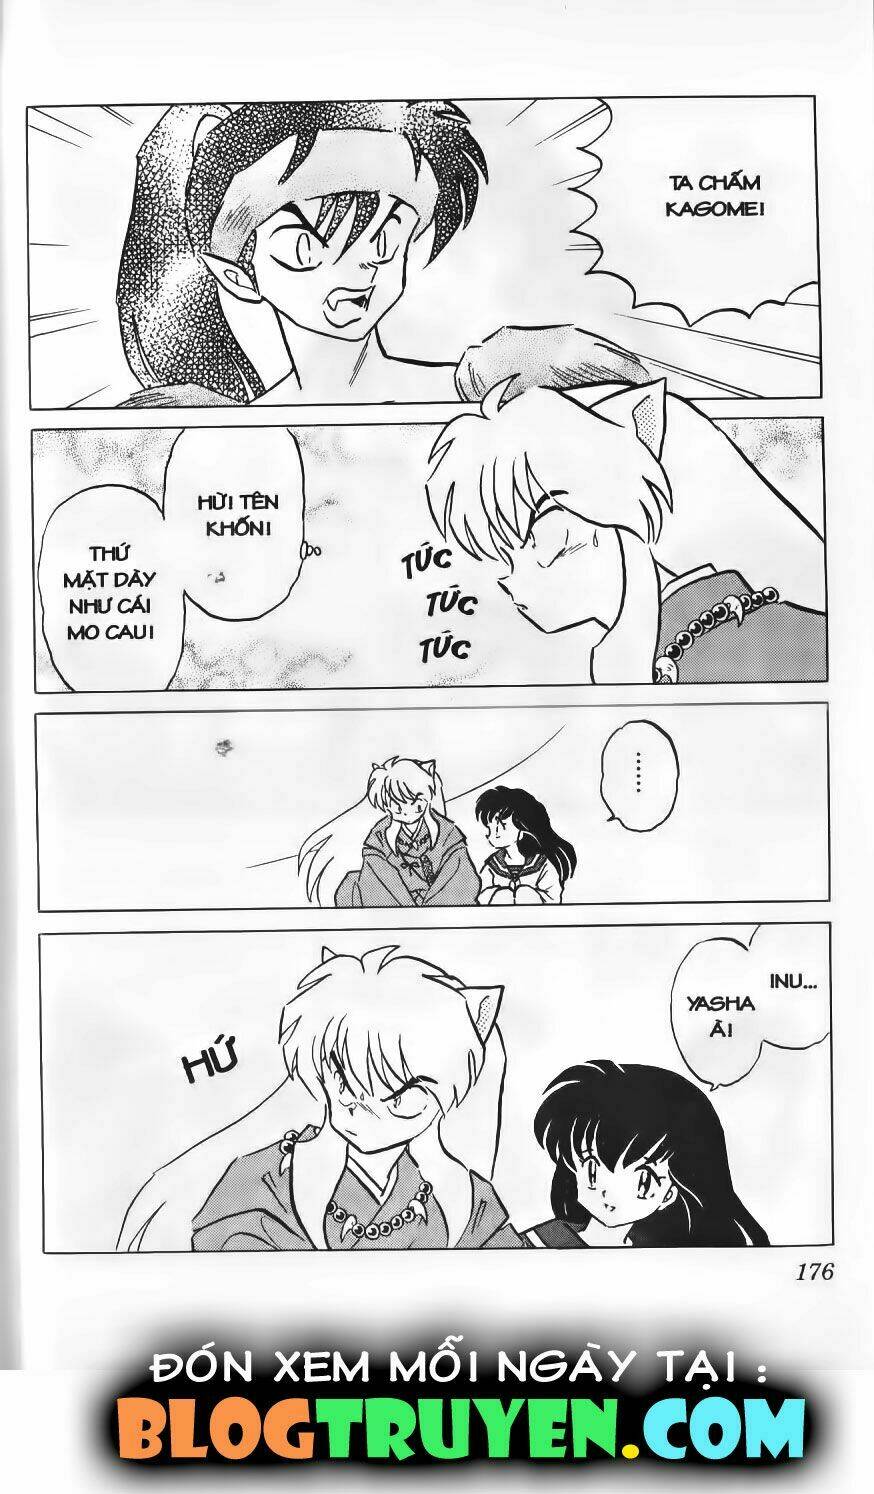 TA CHẤM
KAGOME!
HỪ! TÊN
KHỐN!
THỨ
MẶT DÀY
NHƯ CÁI
MO CAU!
TỨC
TỨC
TỨC
.......
INU...
YASHA
À!
HỨ
176
ĐÓN XEM MỖI NGÀY TẠI :
BLOGTRUYEN.COM